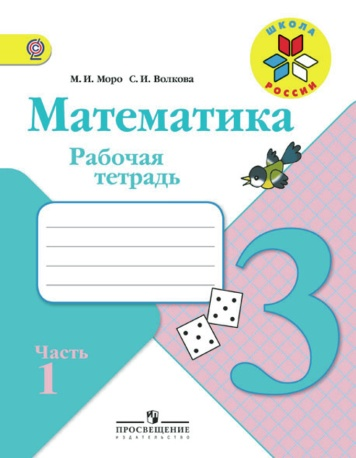 М. И. Моро С. И. Волкова
ШКОЛА
РОССИИ
Математика
Рабочая
тетрадь
3
Часть
1
ПРОСВЕЩЕНИЕ
ИЗДАТЕЛЬСТВО